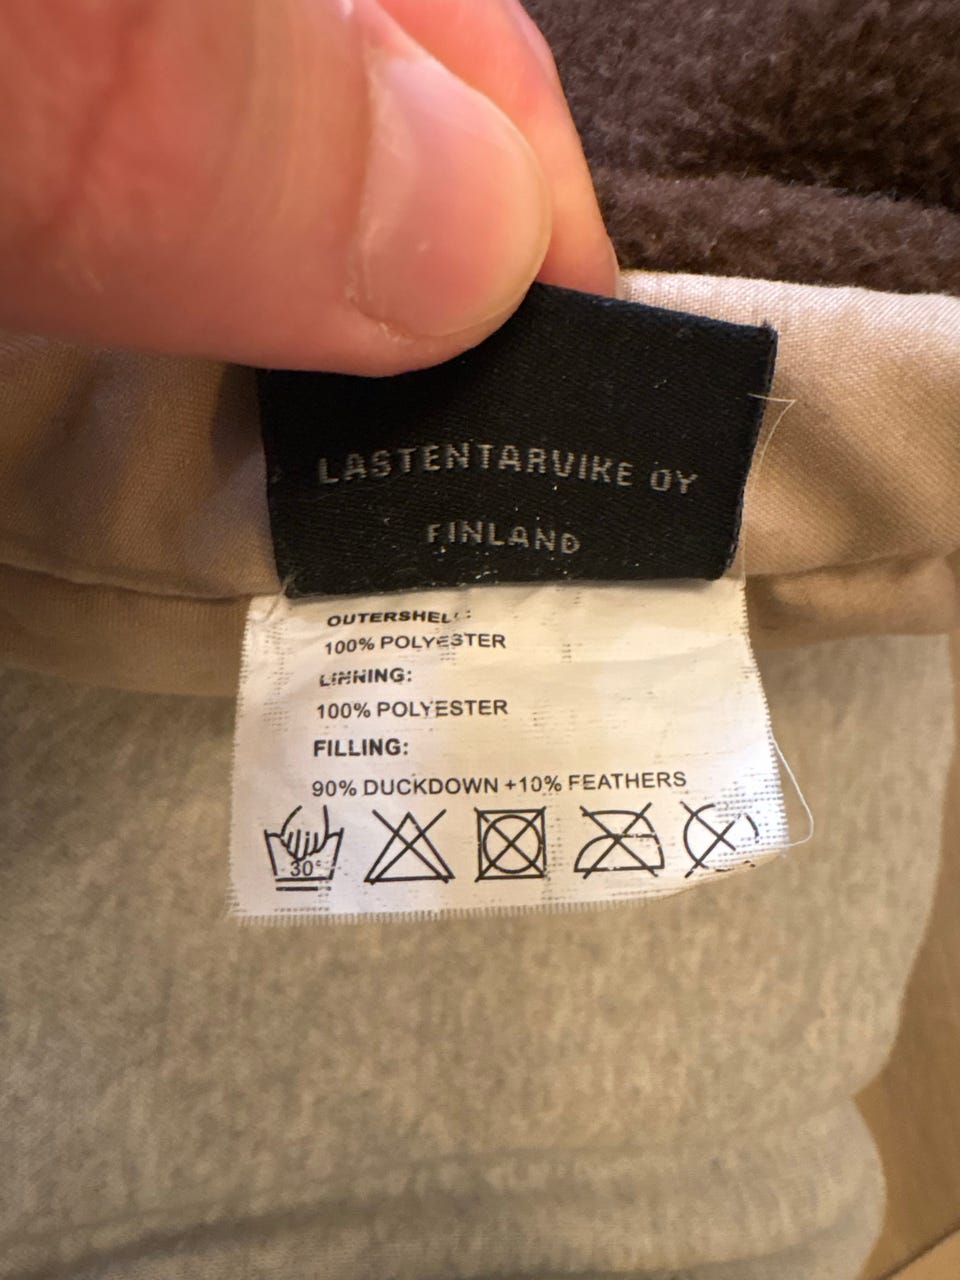 LASTENTARVIKE OY
FINLAND
OUTERSHELL:
100% POLYESTER
LINNING:
100% POLYESTER
FILLING:
90% DUCKDOWN +10% FEATHERS
30°